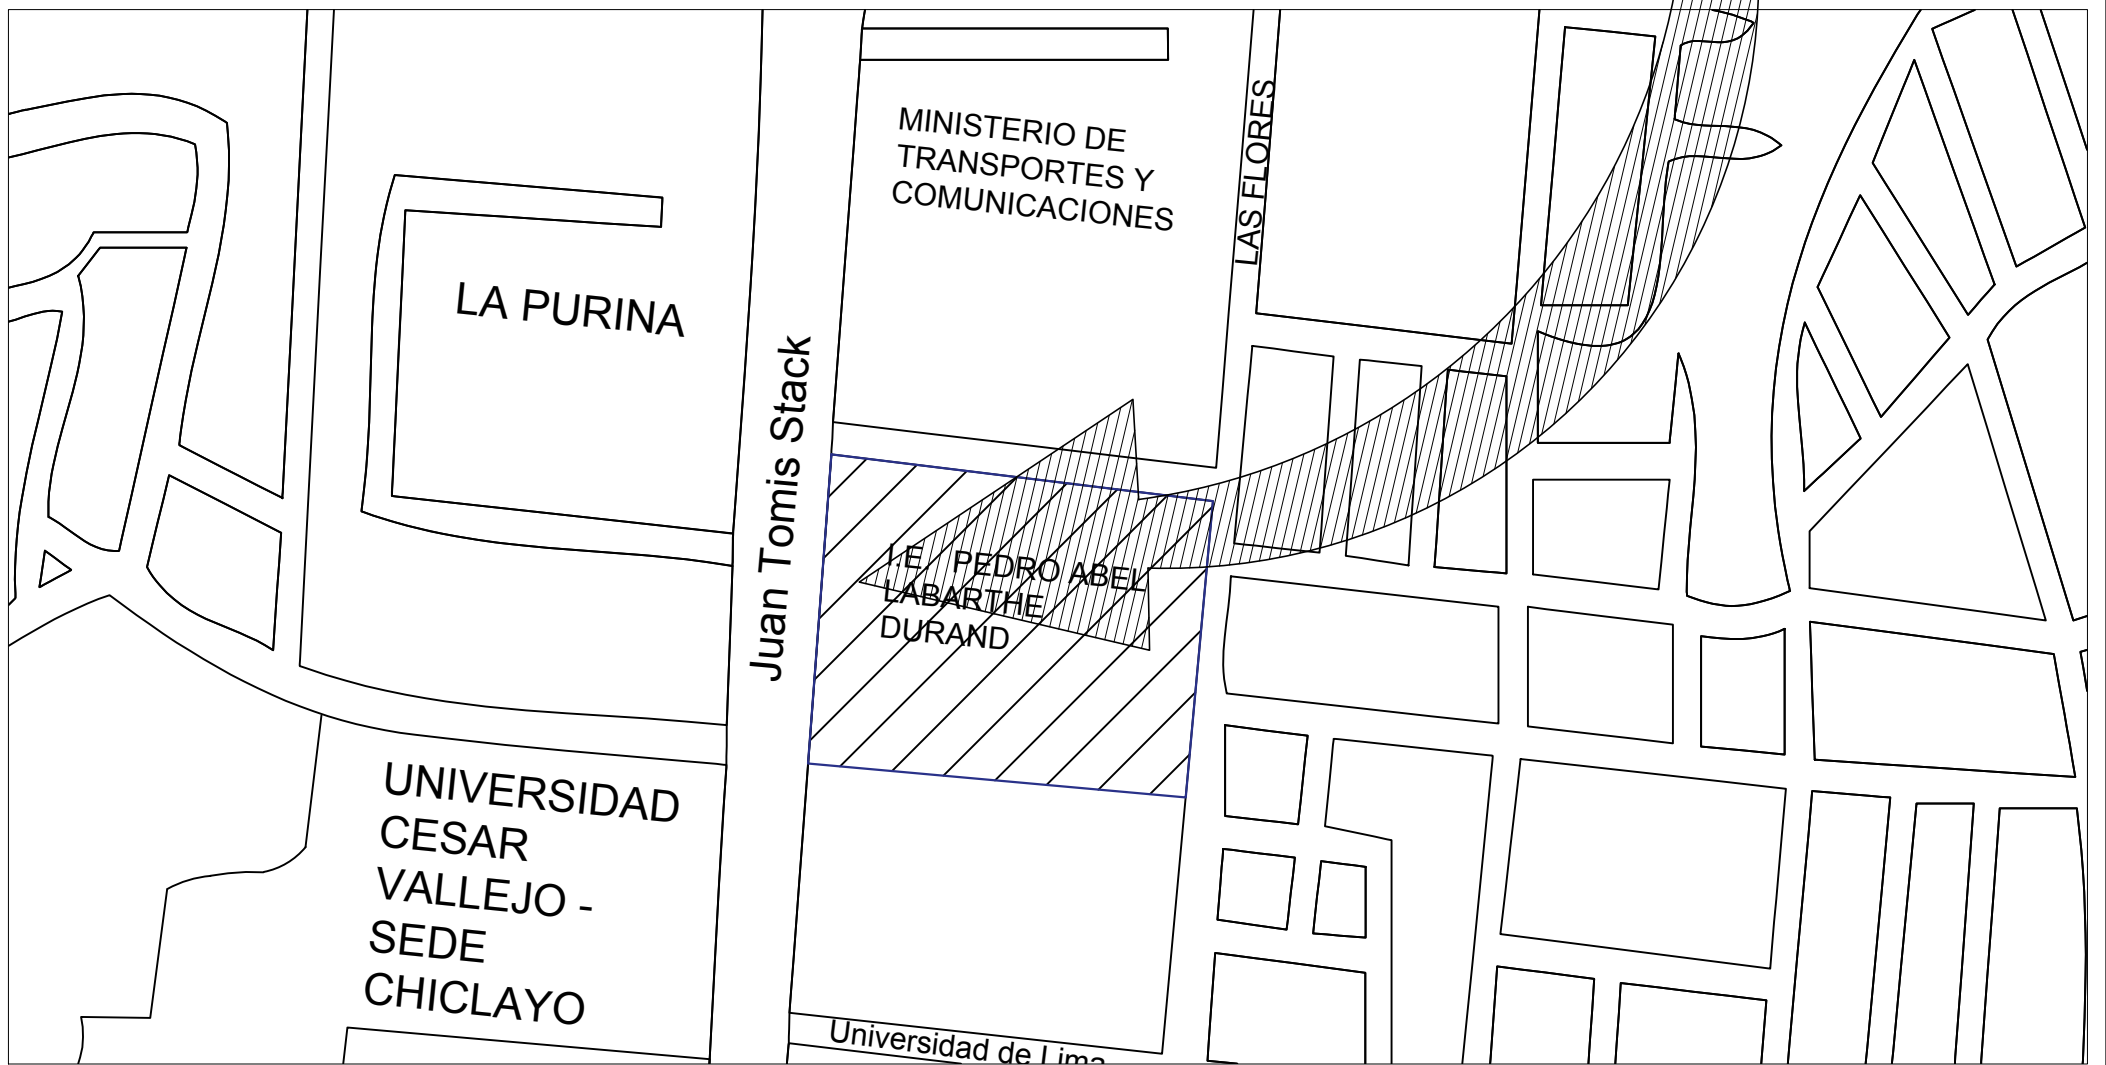 MINISTERIO DE
TRANSPORTES Y
COMUNICACIONES
LAS FLORES
LA PURINA
Juan Tomis Stack
I.E PEDRO ABEL
LABARTHE
DURAND
UNIVERSIDAD
CESAR
VALLEJO -
SEDE
CHICLAYO
Universidad de Lima